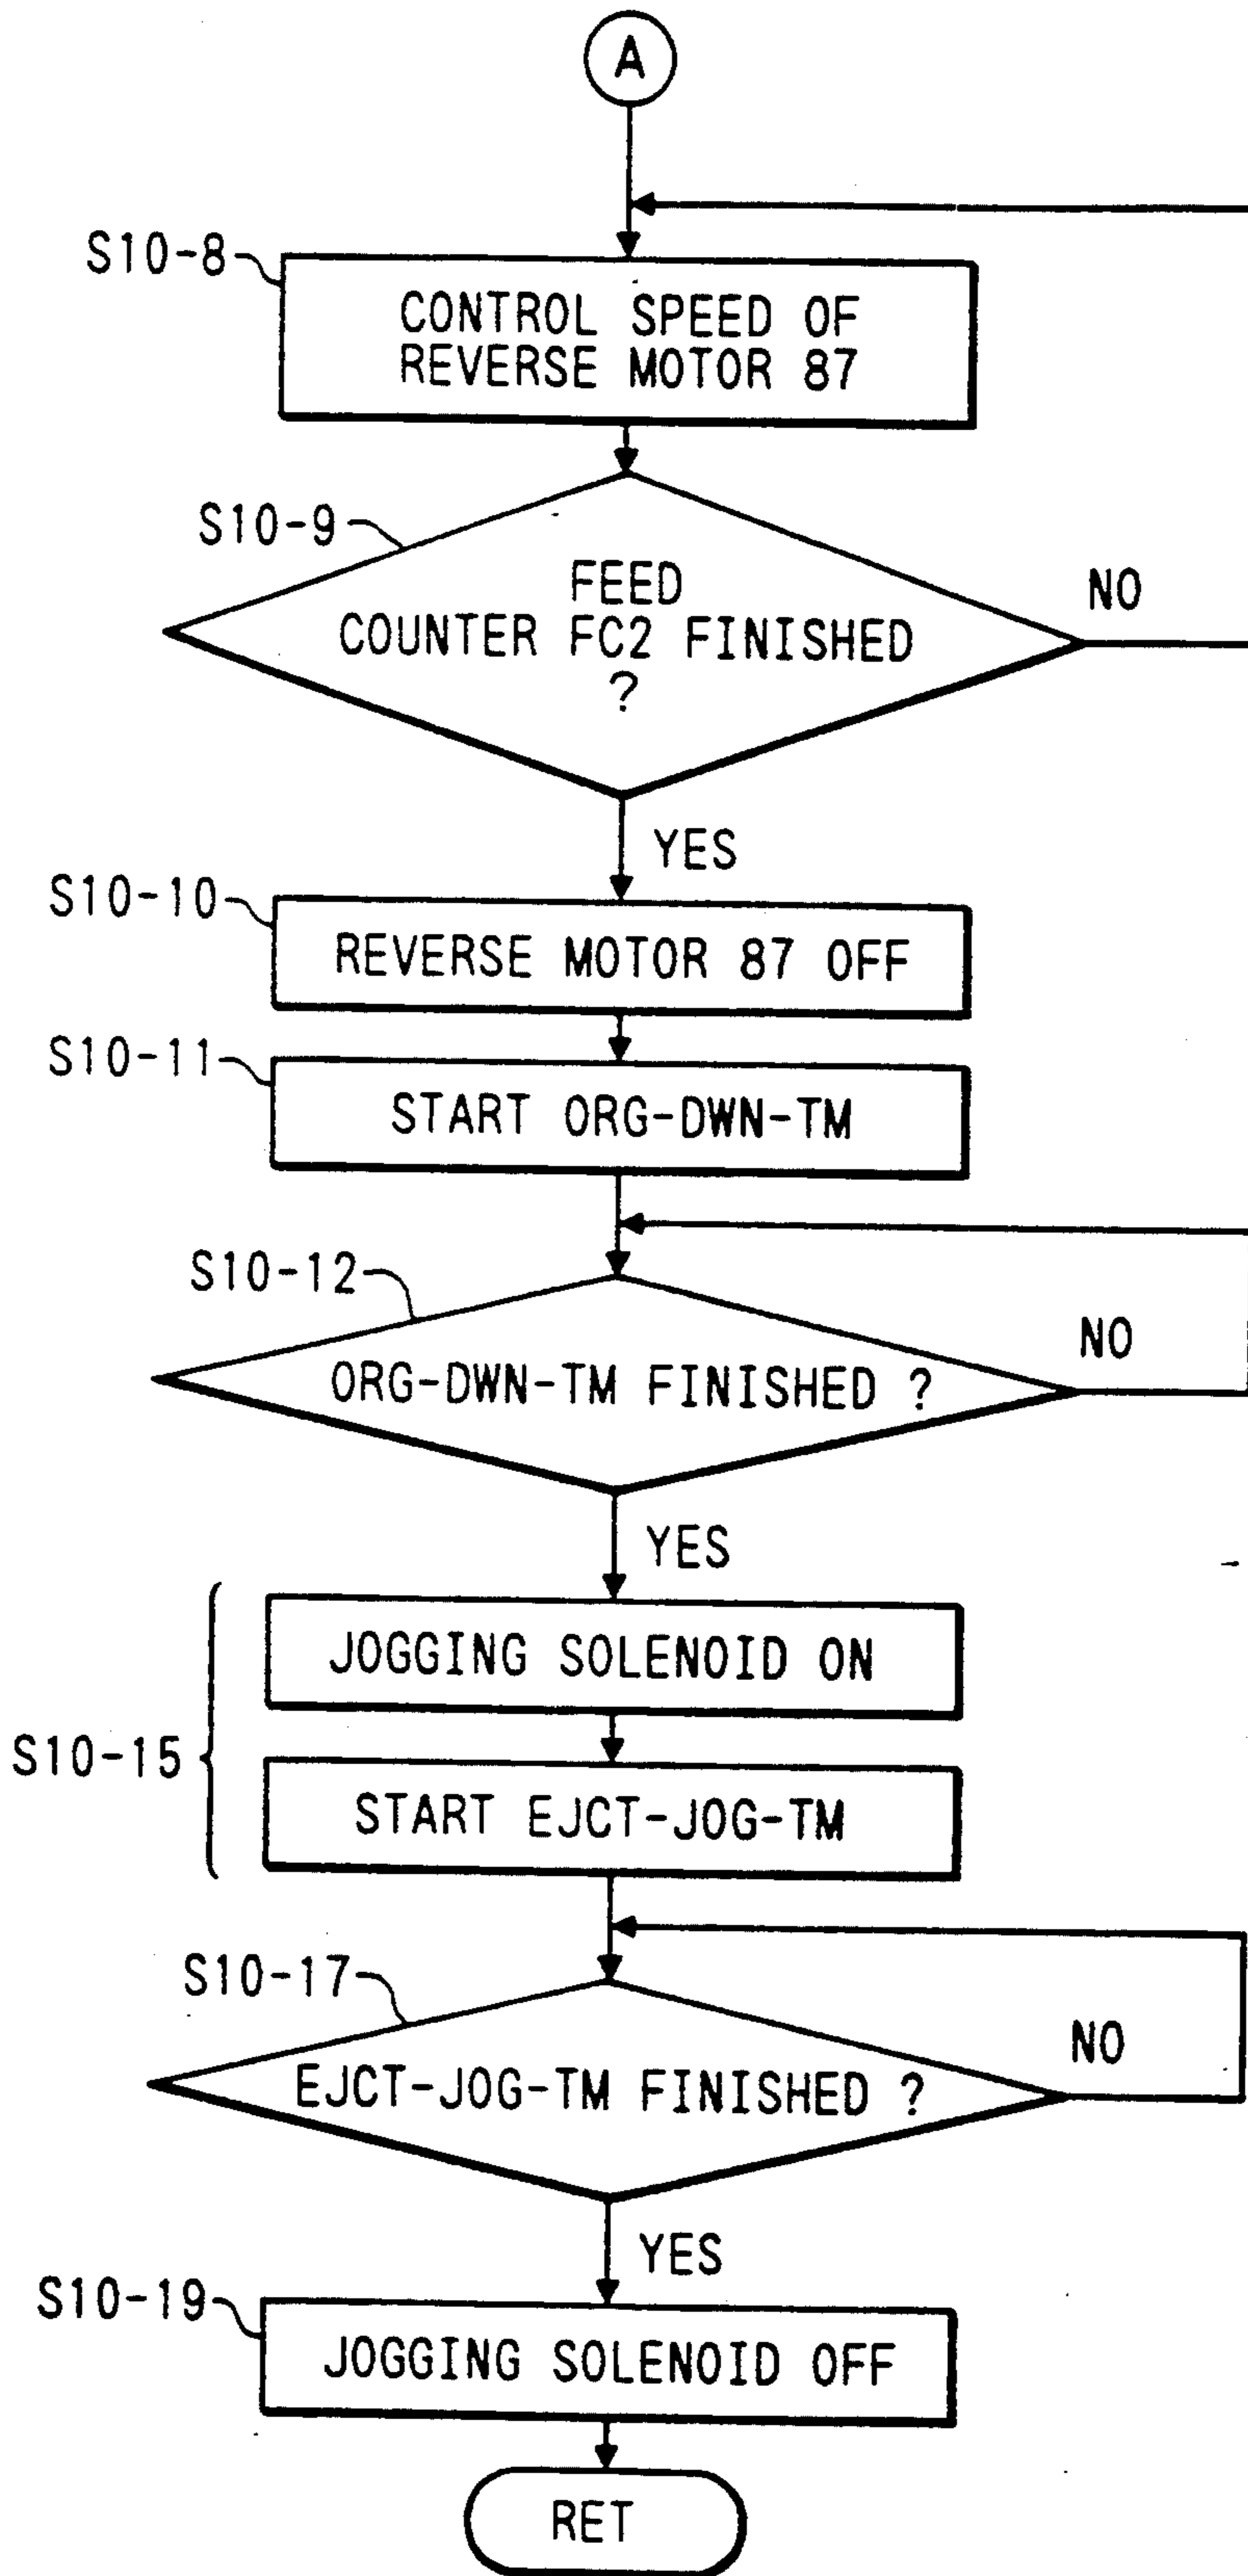 A
S10-8
CONTROL SPEED OF
REVERSE MOTOR 87
S10-9
FEED
COUNTER FC2 FINISHED
?
NO
YES
S10-10
REVERSE MOTOR 87 OFF
S10-11
START ORG-DWN-TM
S10-12
ORG-DWN-TM FINISHED ?
NO
YES
S10-15
JOGGING SOLENOID ON
START EJCT-JOG-TM
S10-17
EJCT-JOG-TM FINISHED ?
NO
YES
S10-19
JOGGING SOLENOID OFF
RET